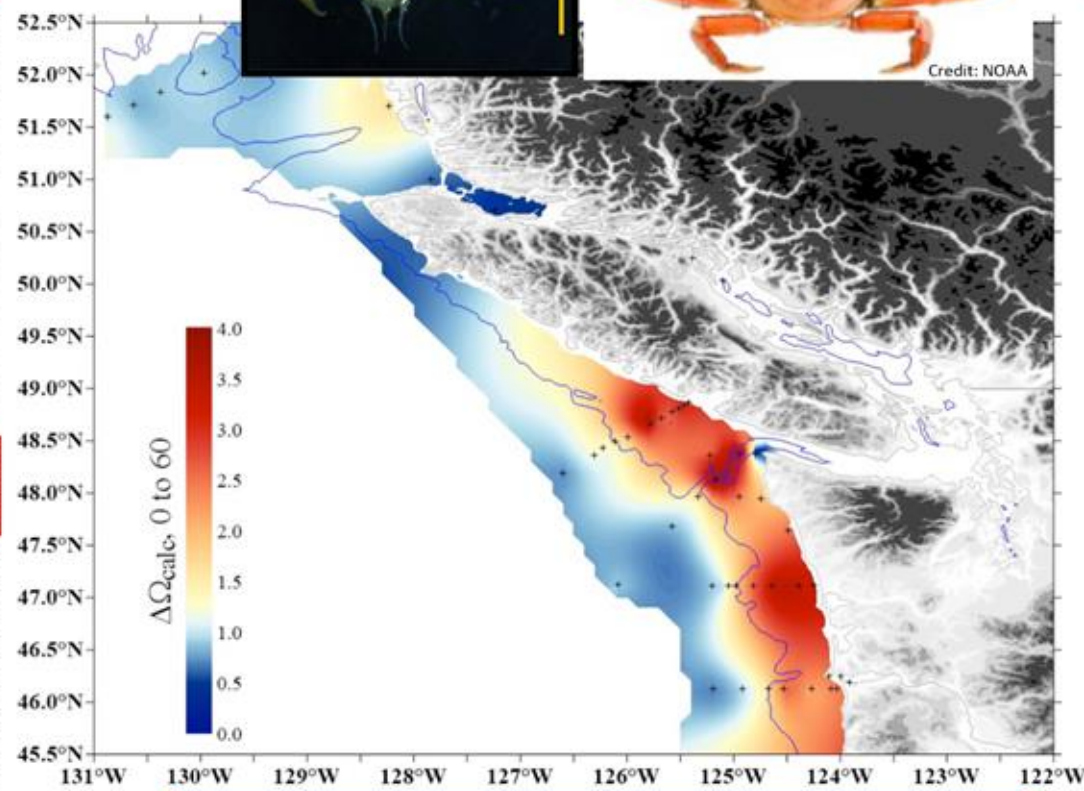 Credit: NOAA
52.5°N
52.0°N
51.5°N
51.0°N
50.5°N
50.0°N
49.5°N
49.0°N
48.5°N
48.0°N
47.5°N
47.0°N
46.5°N
46.0°N
45.5°N
ΔΩcalc, 0 to 60
4.0
3.5
3.0
2.5
2.0
1.5
1.0
0.5
0.0
131°W 130°W 129°W 128°W 127°W 126°W 125°W 124°W 123°W 122°W